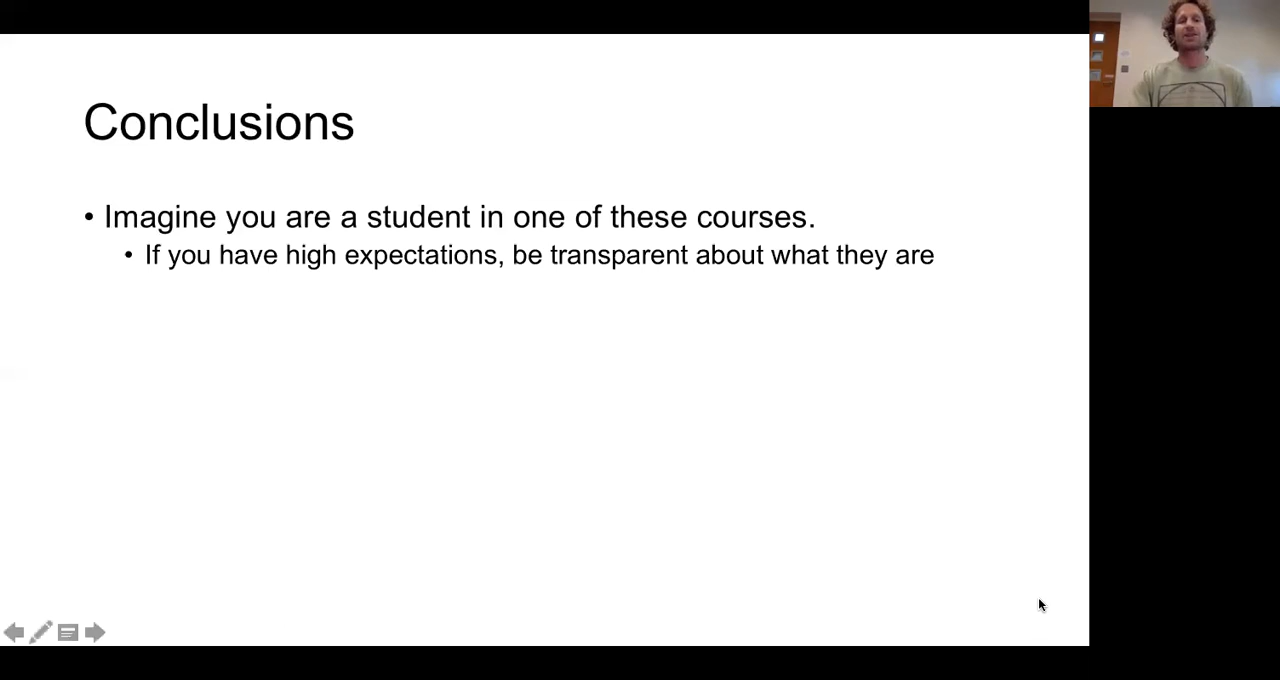 Conclusions
• Imagine you are a student in one of these courses.
• If you have high expectations, be transparent about what they are